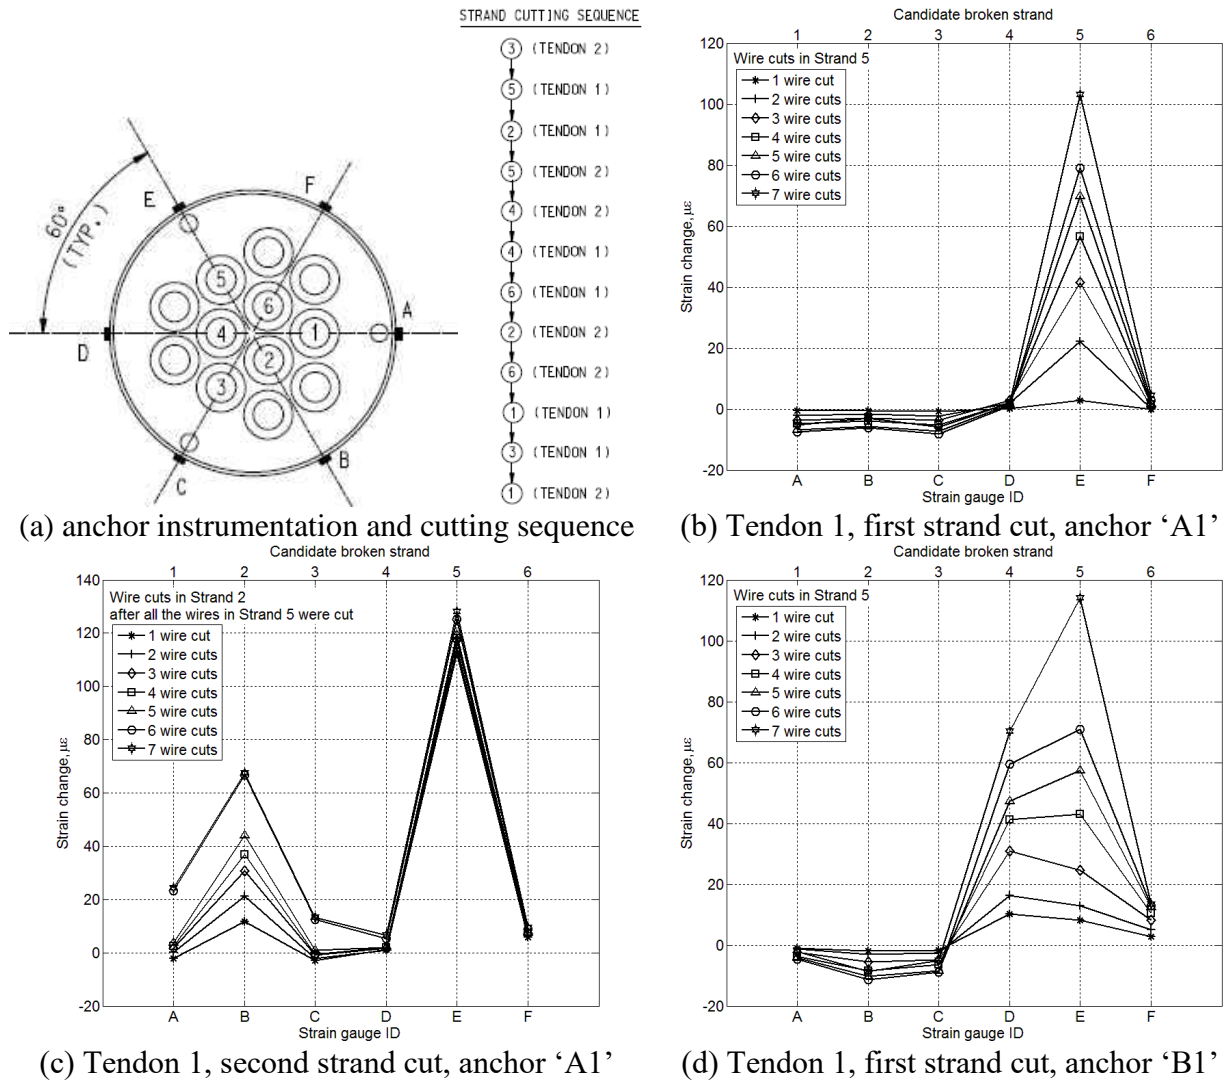 STRAND CUTTING SEQUENCE
3 (TENDON 2)
5 (TENDON 1)
2 (TENDON 1)
5 (TENDON 2)
4 (TENDON 2)
4 (TENDON 1)
6 (TENDON 1)
2 (TENDON 2)
6 (TENDON 2)
1 (TENDON 1)
3 (TENDON 1)
1 (TENDON 2)
60°
(TYP.)
E
F
A
D
C
B
5
6
4
1
2
3
(a) anchor instrumentation and cutting sequence
Candidate broken strand
1 2 3 4 5 6
Wire cuts in Strand 5
1 wire cut
2 wire cuts
3 wire cuts
4 wire cuts
5 wire cuts
6 wire cuts
7 wire cuts
120
100
80
60
40
20
0
-20
Strain change, με
A B C D E F
Strain gauge ID
(b) Tendon 1, first strand cut, anchor ‘A1’
Candidate broken strand
1 2 3 4 5 6
Wire cuts in Strand 2
after all the wires in Strand 5 were cut
1 wire cut
2 wire cuts
3 wire cuts
4 wire cuts
5 wire cuts
6 wire cuts
7 wire cuts
140
120
100
80
60
40
20
0
-20
Strain change, με
A B C D E F
Strain gauge ID
(c) Tendon 1, second strand cut, anchor ‘A1’
Candidate broken strand
1 2 3 4 5 6
Wire cuts in Strand 5
1 wire cut
2 wire cuts
3 wire cuts
4 wire cuts
5 wire cuts
6 wire cuts
7 wire cuts
120
100
80
60
40
20
0
-20
Strain change, με
A B C D E F
Strain gauge ID
(d) Tendon 1, first strand cut, anchor ‘B1’